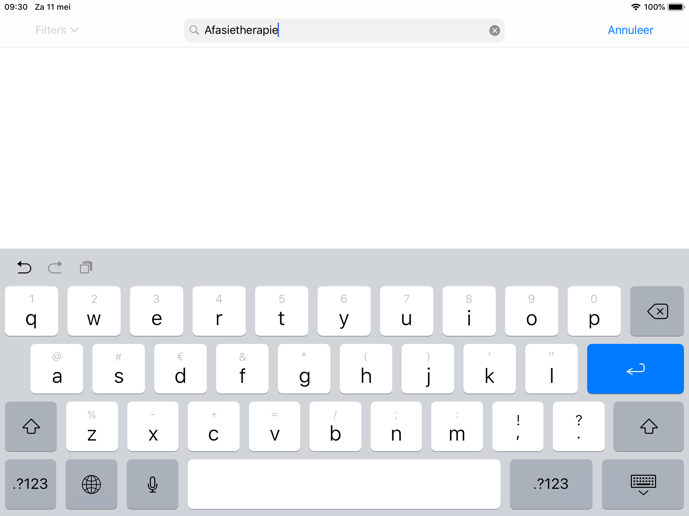 09:30 Za 11 mei 100%
Filters Afasietherapie Annuleer
1 2 3 4 5 6 7 8 9 0
q w e r t y u i o p
@ # € & * ( ) ' "
a s d f g h j k l
% - + = / ; : ! ?
z x c v b n m , .
.?123 .?123